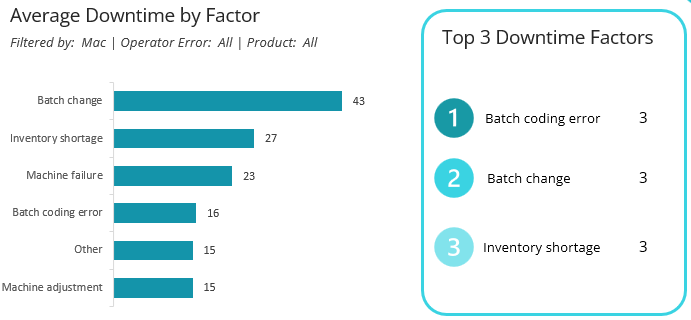 Average Downtime by Factor
Filtered by: Mac | Operator Error: All | Product: All
Batch change 43
Inventory shortage 27
Machine failure 23
Batch coding error 16
Other 15
Machine adjustment 15
Top 3 Downtime Factors
1 Batch coding error 3
2 Batch change 3
3 Inventory shortage 3